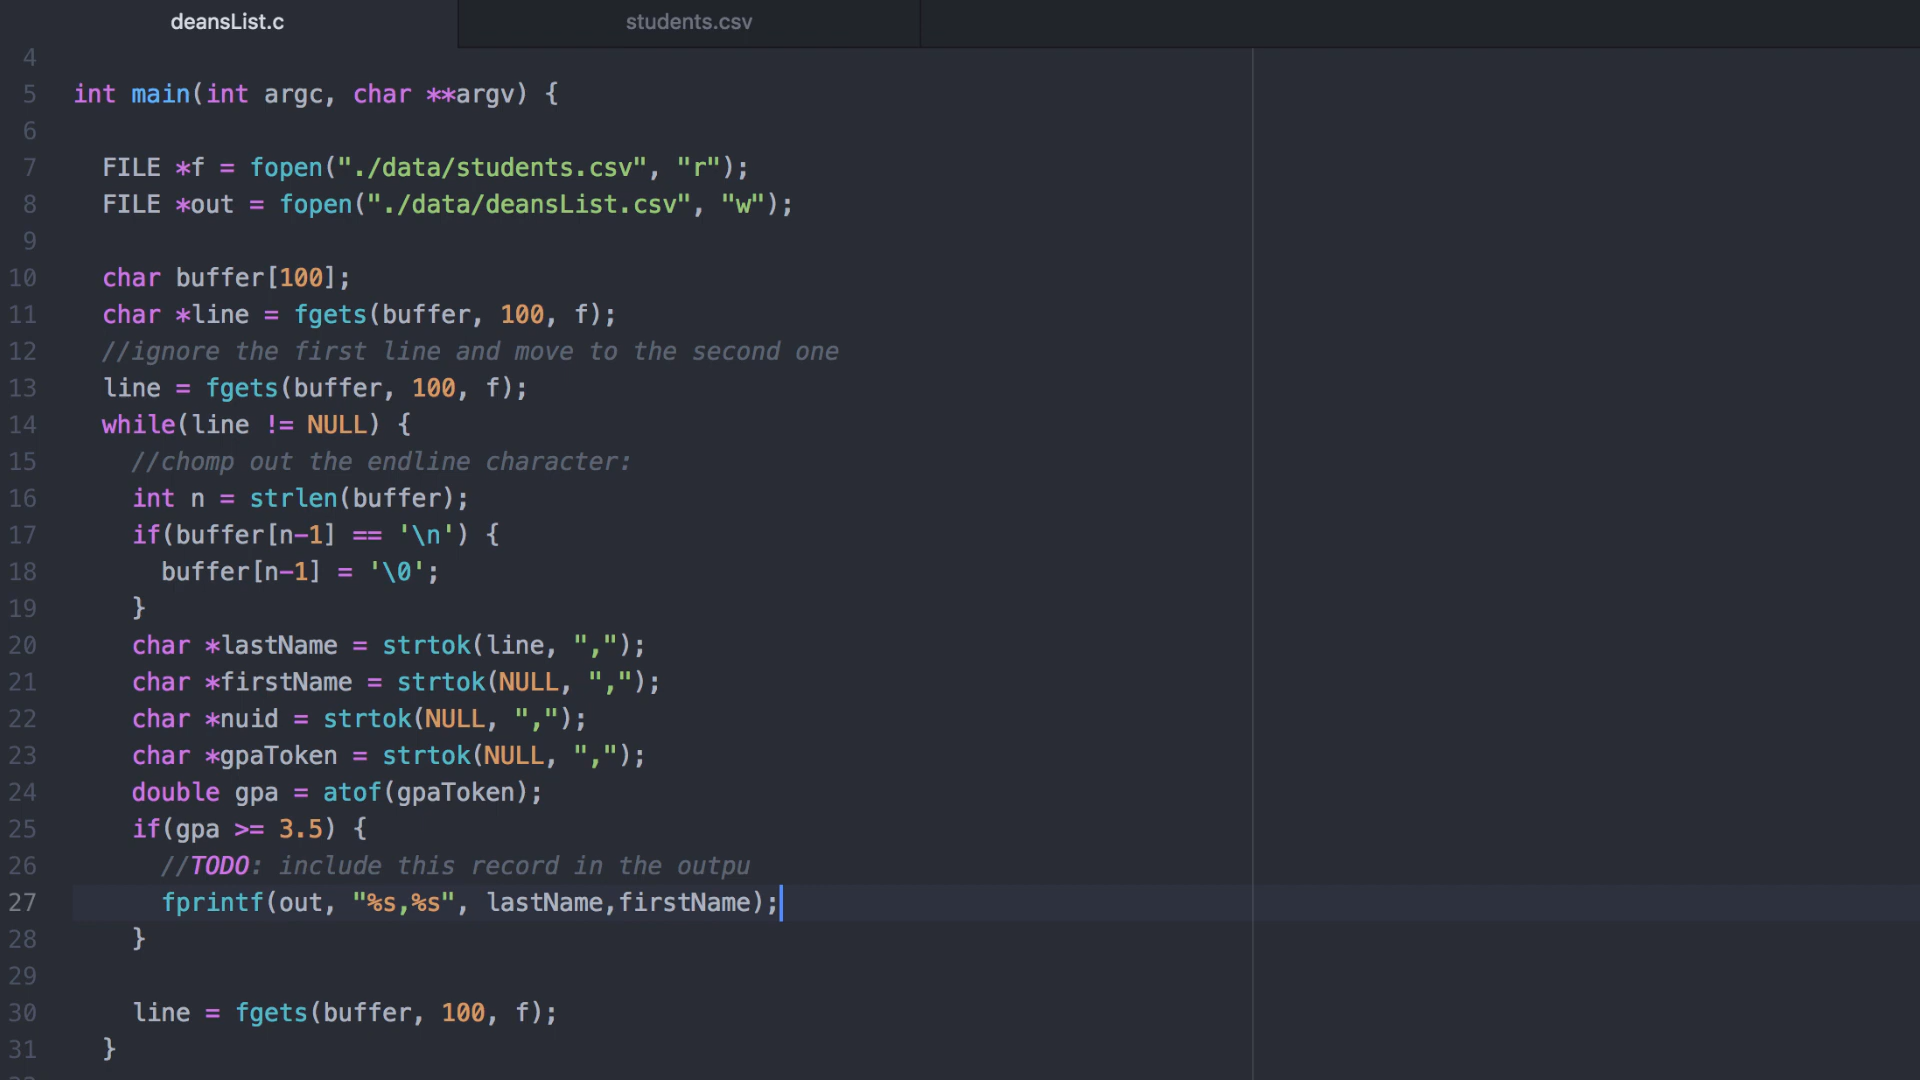 deansList.c students.csv
4
5 int main(int argc, char **argv) {
6
7   FILE *f = fopen("./data/students.csv", "r");
8   FILE *out = fopen("./data/deansList.csv", "w");
9
10   char buffer[100];
11   char *line = fgets(buffer, 100, f);
12   //ignore the first line and move to the second one
13   line = fgets(buffer, 100, f);
14   while(line != NULL) {
15     //chomp out the endline character:
16     int n = strlen(buffer);
17     if(buffer[n-1] == '\n') {
18       buffer[n-1] = '\0';
19     }
20     char *lastName = strtok(line, ",");
21     char *firstName = strtok(NULL, ",");
22     char *nuid = strtok(NULL, ",");
23     char *gpaToken = strtok(NULL, ",");
24     double gpa = atof(gpaToken);
25     if(gpa >= 3.5) {
26       //TODO: include this record in the outpu
27       fprintf(out, "%s,%s", lastName,firstName);
28     }
29
30     line = fgets(buffer, 100, f);
31   }